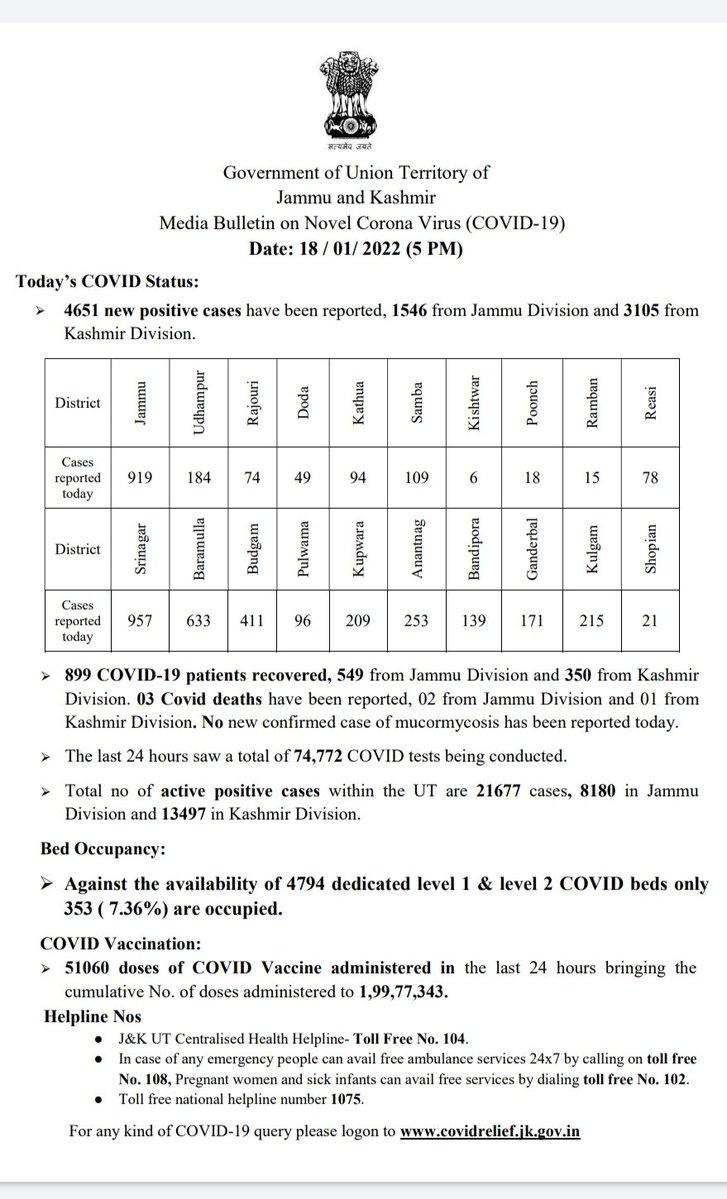 सत्यमेव जयते
Government of Union Territory of
Jammu and Kashmir
Media Bulletin on Novel Corona Virus (COVID-19)
Date: 18 / 01/ 2022 (5 PM)
Today's COVID Status:
➢ 4651 new positive cases have been reported, 1546 from Jammu Division and 3105 from
Kashmir Division.
District Jammu Udhampur Rajouri Doda Kathua Samba Kishtwar Poonch Ramban Reasi
Cases
reported
today
919 184 74 49 94 109 6 18 15 78
District Srinagar Baramulla Budgam Pulwama Kupwara Anantnag Bandipora Ganderbal Kulgam Shopian
Cases
reported
today
957 633 411 96 209 253 139 171 215 21
➢ 899 COVID-19 patients recovered, 549 from Jammu Division and 350 from Kashmir
Division. 03 Covid deaths have been reported, 02 from Jammu Division and 01 from
Kashmir Division. No new confirmed case of mucormycosis has been reported today.
➢ The last 24 hours saw a total of 74,772 COVID tests being conducted.
➢ Total no of active positive cases within the UT are 21677 cases, 8180 in Jammu
Division and 13497 in Kashmir Division.
Bed Occupancy:
➢ Against the availability of 4794 dedicated level 1 & level 2 COVID beds only
353 ( 7.36%) are occupied.
COVID Vaccination:
➢ 51060 doses of COVID Vaccine administered in the last 24 hours bringing the
cumulative No. of doses administered to 1,99,77,343.
Helpline Nos
● J&K UT Centralised Health Helpline- Toll Free No. 104.
● In case of any emergency people can avail free ambulance services 24x7 by calling on toll free
No. 108, Pregnant women and sick infants can avail free services by dialing toll free No. 102.
● Toll free national helpline number 1075.
For any kind of COVID-19 query please logon to www.covidrelief.jk.gov.in